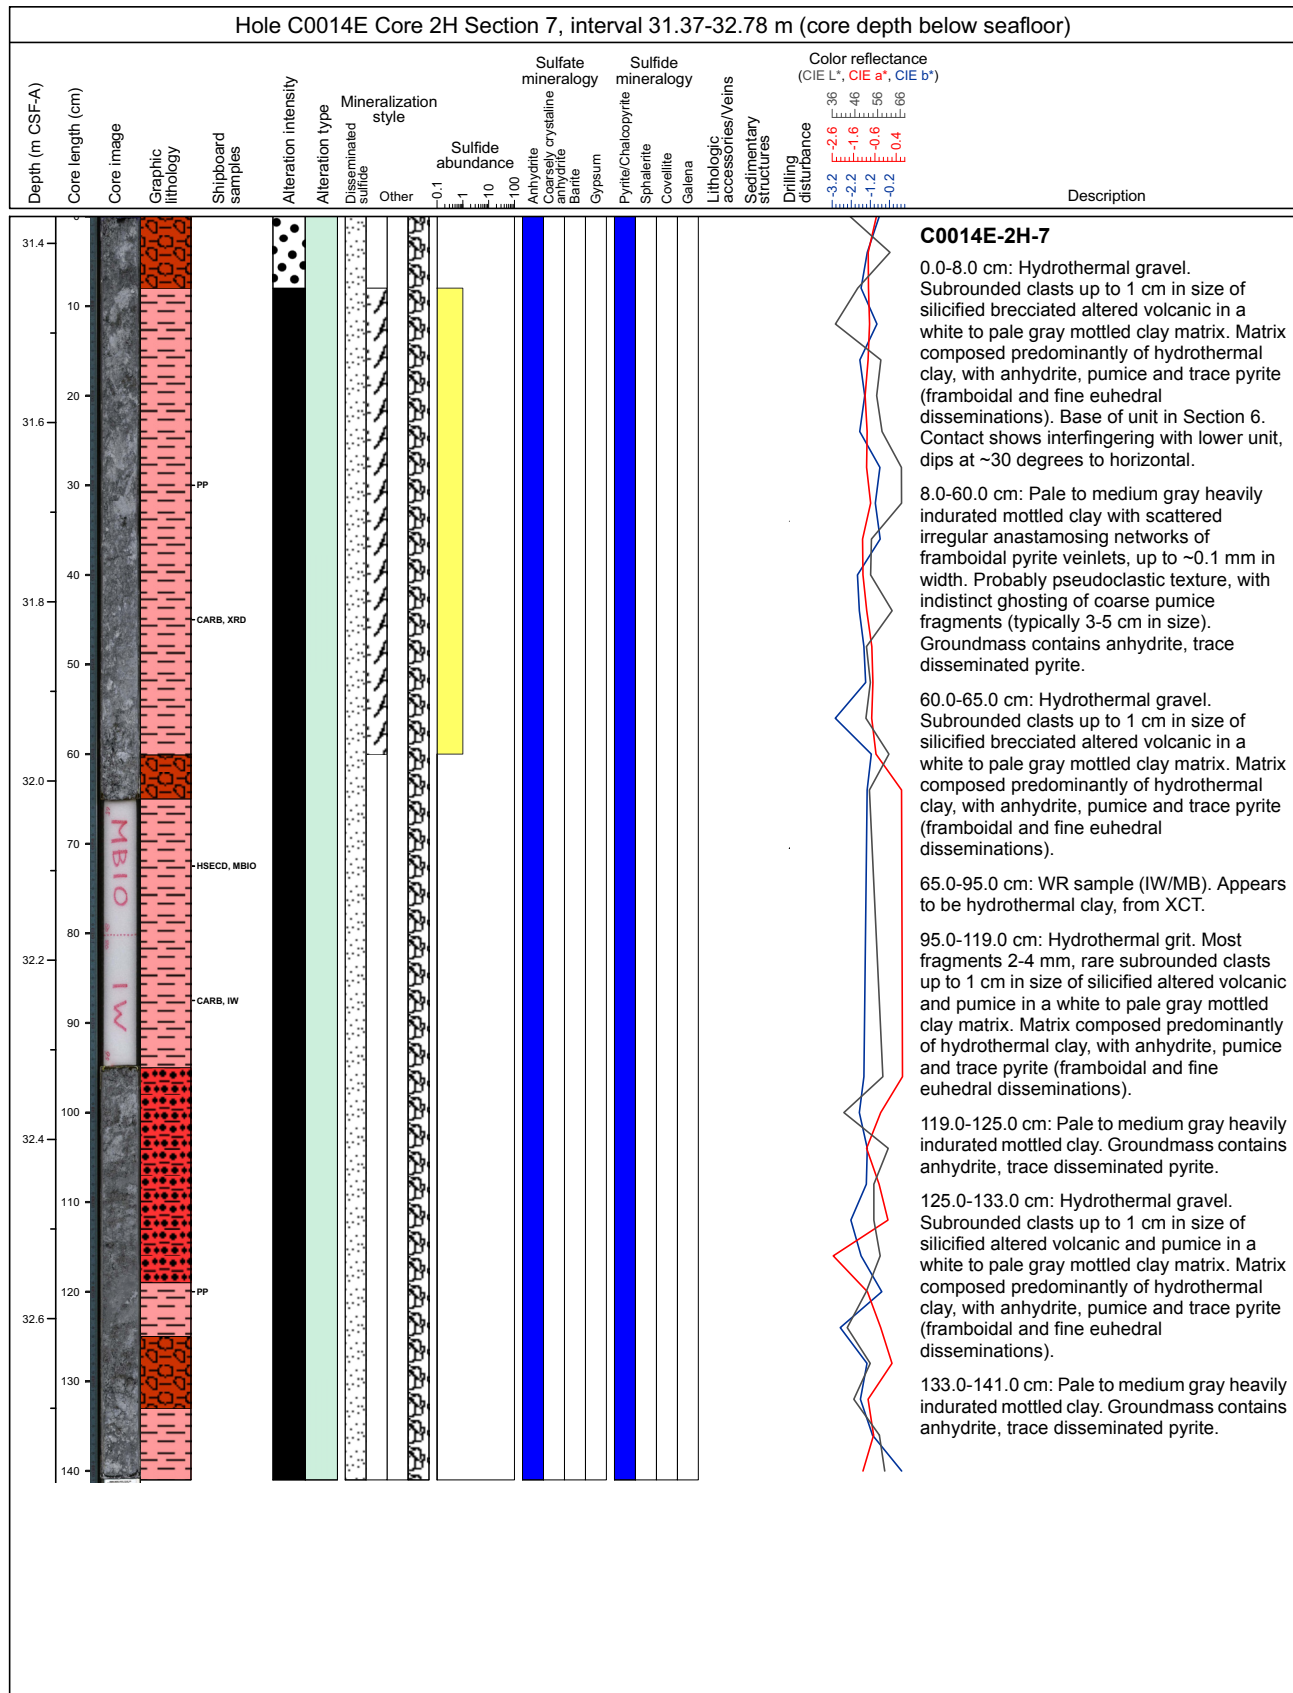 Hole C0014E Core 2H Section 7, interval 31.37-32.78 m (core depth below seafloor)
Depth (m CSF-A)
Core length (cm)
Core image
Graphic
lithology
Shipboard
samples
Alteration intensity
Alteration type
Mineralization
style
Disseminated
sulfide
Other
Sulfide
abundance
0.1
1
10
100
Sulfate
mineralogy
Anhydrite
Coarsely crystaline
anhydrite
Barite
Gypsum
Sulfide
mineralogy
Pyrite/Chalcopyrite
Sphalerite
Covellite
Galena
Lithologic
accessories/Veins
Sedimentary
structures
Drilling
disturbance
Color reflectance
(CIE L*, CIE a*, CIE b*)
36 46 56 66
-2.6 -1.6 -0.6 0.4
-3.2 -2.2 -1.2 -0.2
Description
31.4
31.6
31.8
32.0
32.2
32.4
32.6
0
10
20
30
40
50
60
70
80
90
100
110
120
130
140
MBIO
IW
PP
CARB, XRD
HSECD, MBIO
CARB, IW
PP
C0014E-2H-7
0.0-8.0 cm: Hydrothermal gravel.
Subrounded clasts up to 1 cm in size of
silicified brecciated altered volcanic in a
white to pale gray mottled clay matrix. Matrix
composed predominantly of hydrothermal
clay, with anhydrite, pumice and trace pyrite
(framboidal and fine euhedral
disseminations). Base of unit in Section 6.
Contact shows interfingering with lower unit,
dips at ~30 degrees to horizontal.
8.0-60.0 cm: Pale to medium gray heavily
indurated mottled clay with scattered
irregular anastamosing networks of
framboidal pyrite veinlets, up to ~0.1 mm in
width. Probably pseudoclastic texture, with
indistinct ghosting of coarse pumice
fragments (typically 3-5 cm in size).
Groundmass contains anhydrite, trace
disseminated pyrite.
60.0-65.0 cm: Hydrothermal gravel.
Subrounded clasts up to 1 cm in size of
silicified brecciated altered volcanic in a
white to pale gray mottled clay matrix. Matrix
composed predominantly of hydrothermal
clay, with anhydrite, pumice and trace pyrite
(framboidal and fine euhedral
disseminations).
65.0-95.0 cm: WR sample (IW/MB). Appears
to be hydrothermal clay, from XCT.
95.0-119.0 cm: Hydrothermal grit. Most
fragments 2-4 mm, rare subrounded clasts
up to 1 cm in size of silicified altered volcanic
and pumice in a white to pale gray mottled
clay matrix. Matrix composed predominantly
of hydrothermal clay, with anhydrite, pumice
and trace pyrite (framboidal and fine
euhedral disseminations).
119.0-125.0 cm: Pale to medium gray heavily
indurated mottled clay. Groundmass contains
anhydrite, trace disseminated pyrite.
125.0-133.0 cm: Hydrothermal gravel.
Subrounded clasts up to 1 cm in size of
silicified altered volcanic and pumice in a
white to pale gray mottled clay matrix. Matrix
composed predominantly of hydrothermal
clay, with anhydrite, pumice and trace pyrite
(framboidal and fine euhedral
disseminations).
133.0-141.0 cm: Pale to medium gray heavily
indurated mottled clay. Groundmass contains
anhydrite, trace disseminated pyrite.